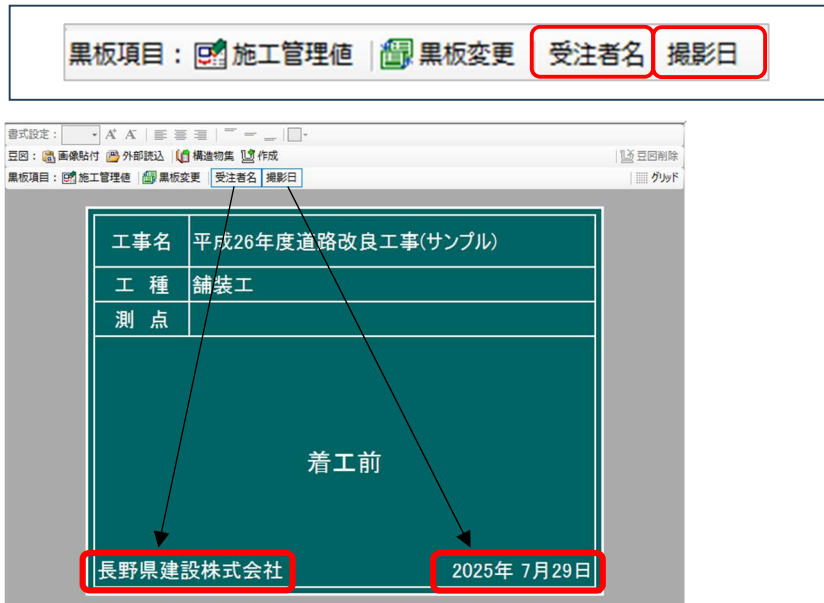 黒板項目： 施工管理値 黒板変更 受注者名 撮影日
書式設定：
豆図： 画像貼付 外部読込 構造物集 作成 豆図削除
黒板項目： 施工管理値 黒板変更 受注者名 撮影日 グリッド
工事名 平成26年度道路改良工事(サンプル)
工 種 舗装工
測 点
着工前
長野県建設株式会社 2025年 7月29日